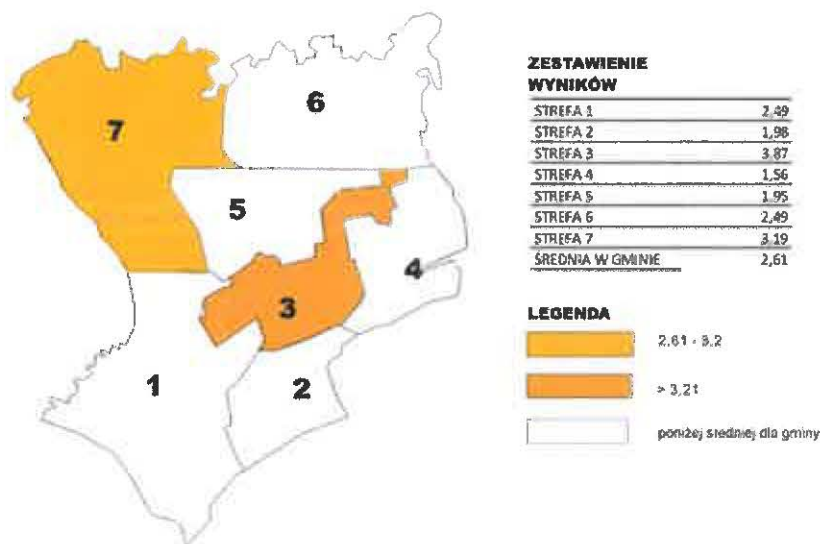 7
6
5
4
3
1
2
ZESTAWIENIE
WYNIKÓW
STREFA 1 2,49
STREFA 2 1,98
STREFA 3 3,87
STREFA 4 1,56
STREFA 5 1,95
STREFA 6 2,49
STREFA 7 3,19
ŚREDNIA W GMINIE 2,61
LEGENDA
2,61 - 3,2
> 3,21
poniżej średniej dla gminy